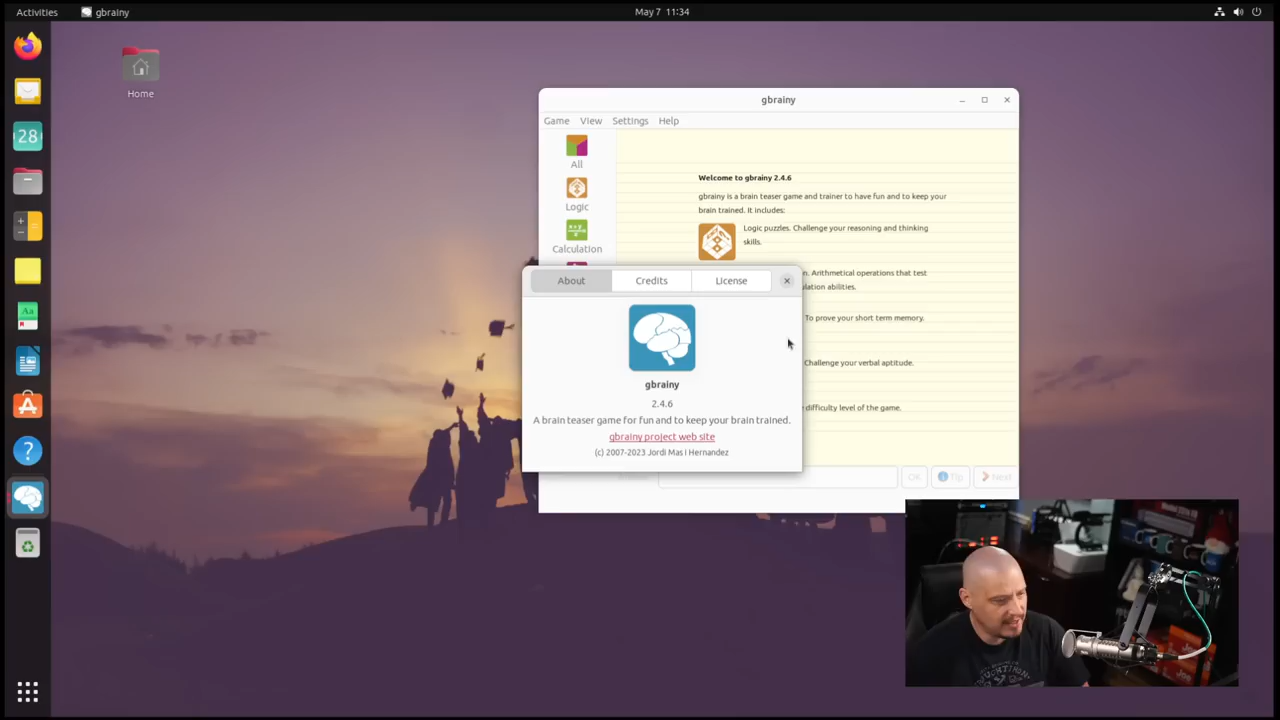 Activities
gbrainy
May 7 11:34
Home
28
Aa
gbrainy
Game View Settings Help
All
Logic
Calculation
Welcome to gbrainy 2.4.6
gbrainy is a brain teaser game and trainer to have fun and to keep your
brain trained. It includes:
Logic puzzles. Challenge your reasoning and thinking
skills.
on. Arithmetical operations that test
ulation abilities.
To prove your short term memory.
Challenge your verbal aptitude.
difficulty level of the game.
OK Tip Next
About Credits License
gbrainy
2.4.6
A brain teaser game for fun and to keep your brain trained.
gbrainy project web site
(c) 2007-2023 Jordi Mas i Hernandez